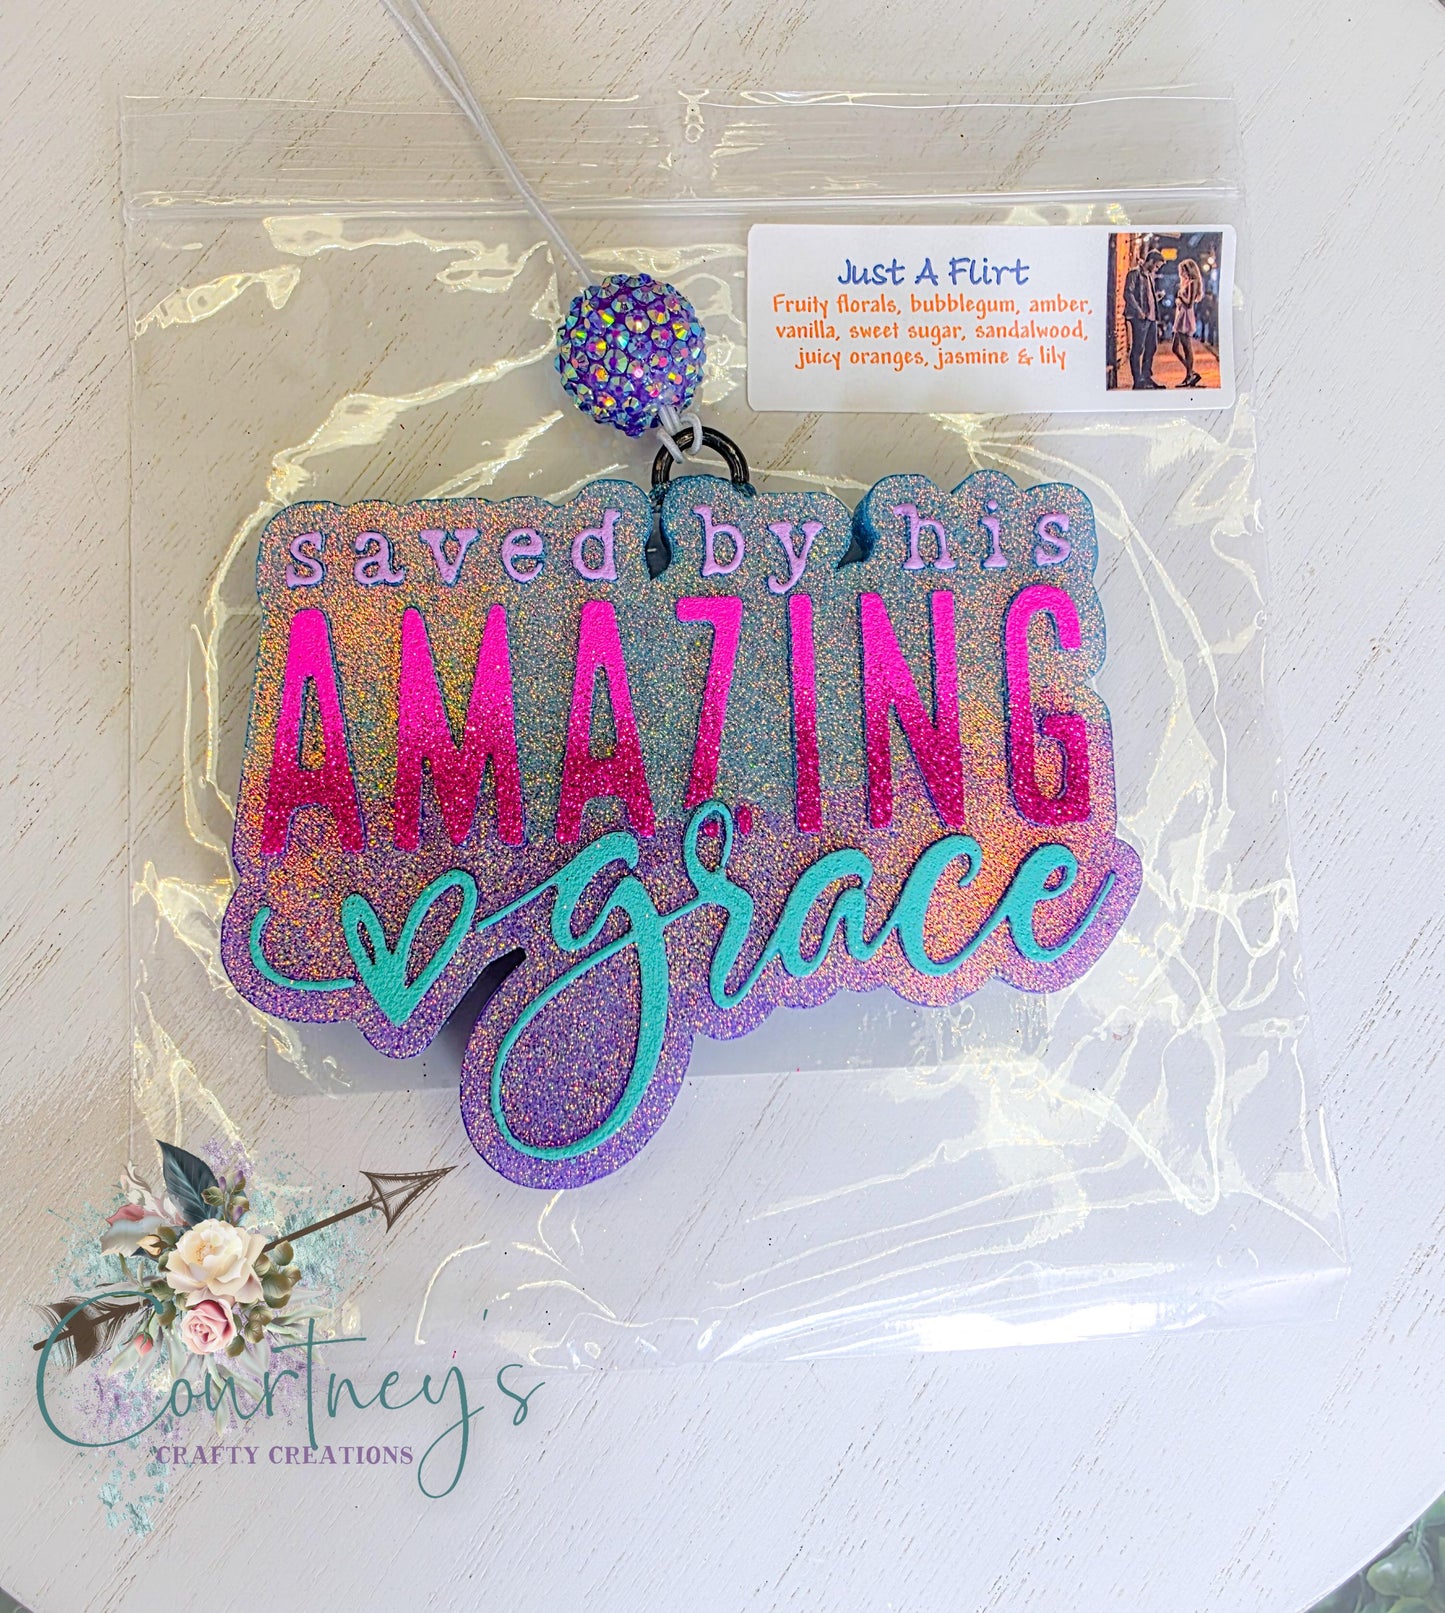 Just A Flirt
Fruity florals, bubblegum, amber,
vanilla, sweet sugar, sandalwood,
juicy oranges, jasmine & lily
saved by his
AMAZING
grace
Courtney's
CRAFTY CREATIONS